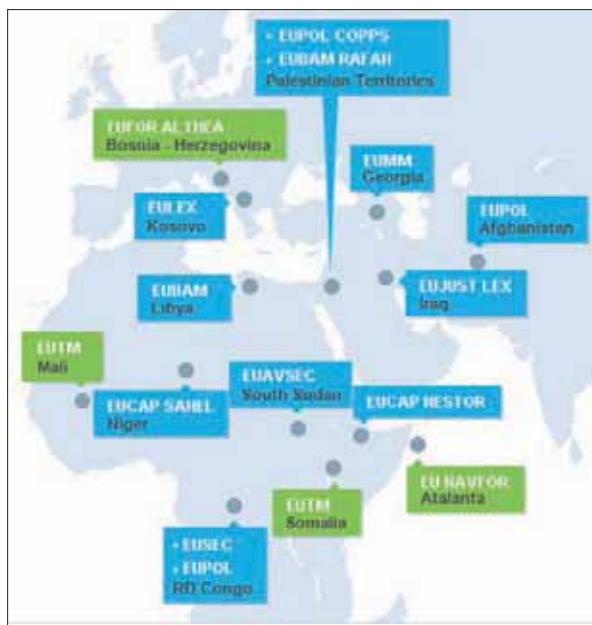 • EUPOL COPPS
• EUBAM RAFAH
Palestinian Territories
EUFOR ALTHEA
Bosnia - Herzegovina
EUMM
Georgia
EULEX
Kosovo
EUPOL
Afghanistan
EUBAM
Libya
EUJUST LEX
Iraq
EUTM
Mali
EUAVSEC
South Sudan
EUCAP SAHEL
Niger
EUCAP NESTOR
EU NAVFOR
Atalanta
EUTM
Somalia
• EUSEC
• EUPOL
RD Congo